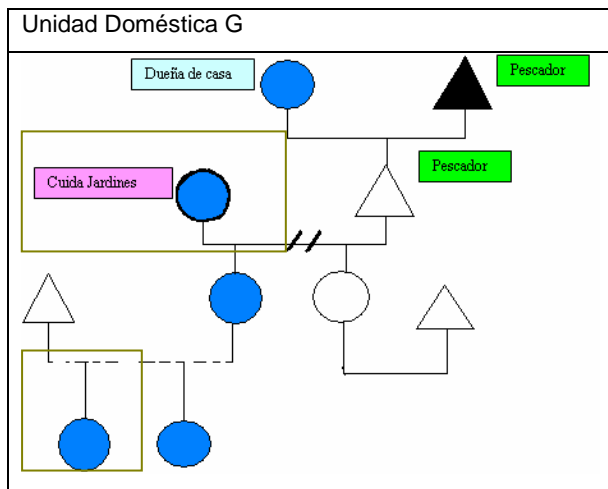 Unidad Doméstica G
Dueña de casa
Pescador
Cuida Jardines
Pescador